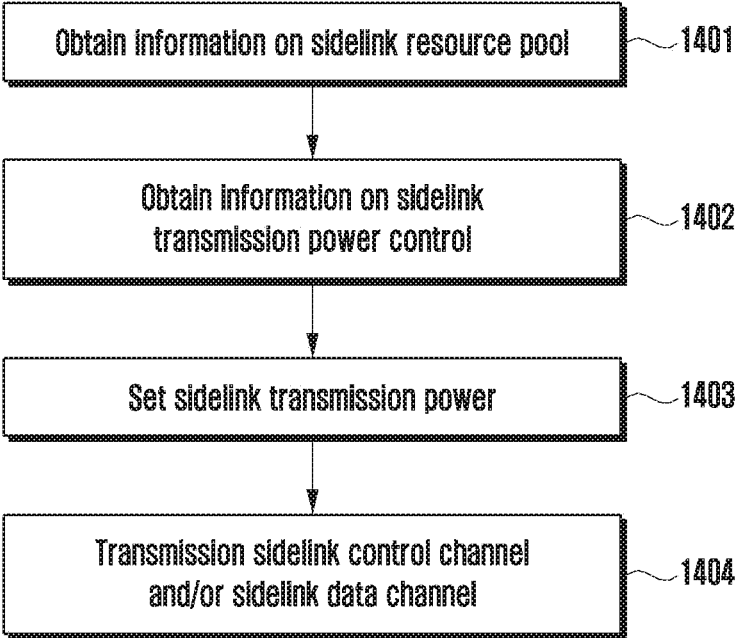 Obtain information on sidelink resource pool
1401
Obtain information on sidelink
transmission power control
1402
Set sidelink transmission power
1403
Transmission sidelink control channel
and/or sidelink data channel
1404